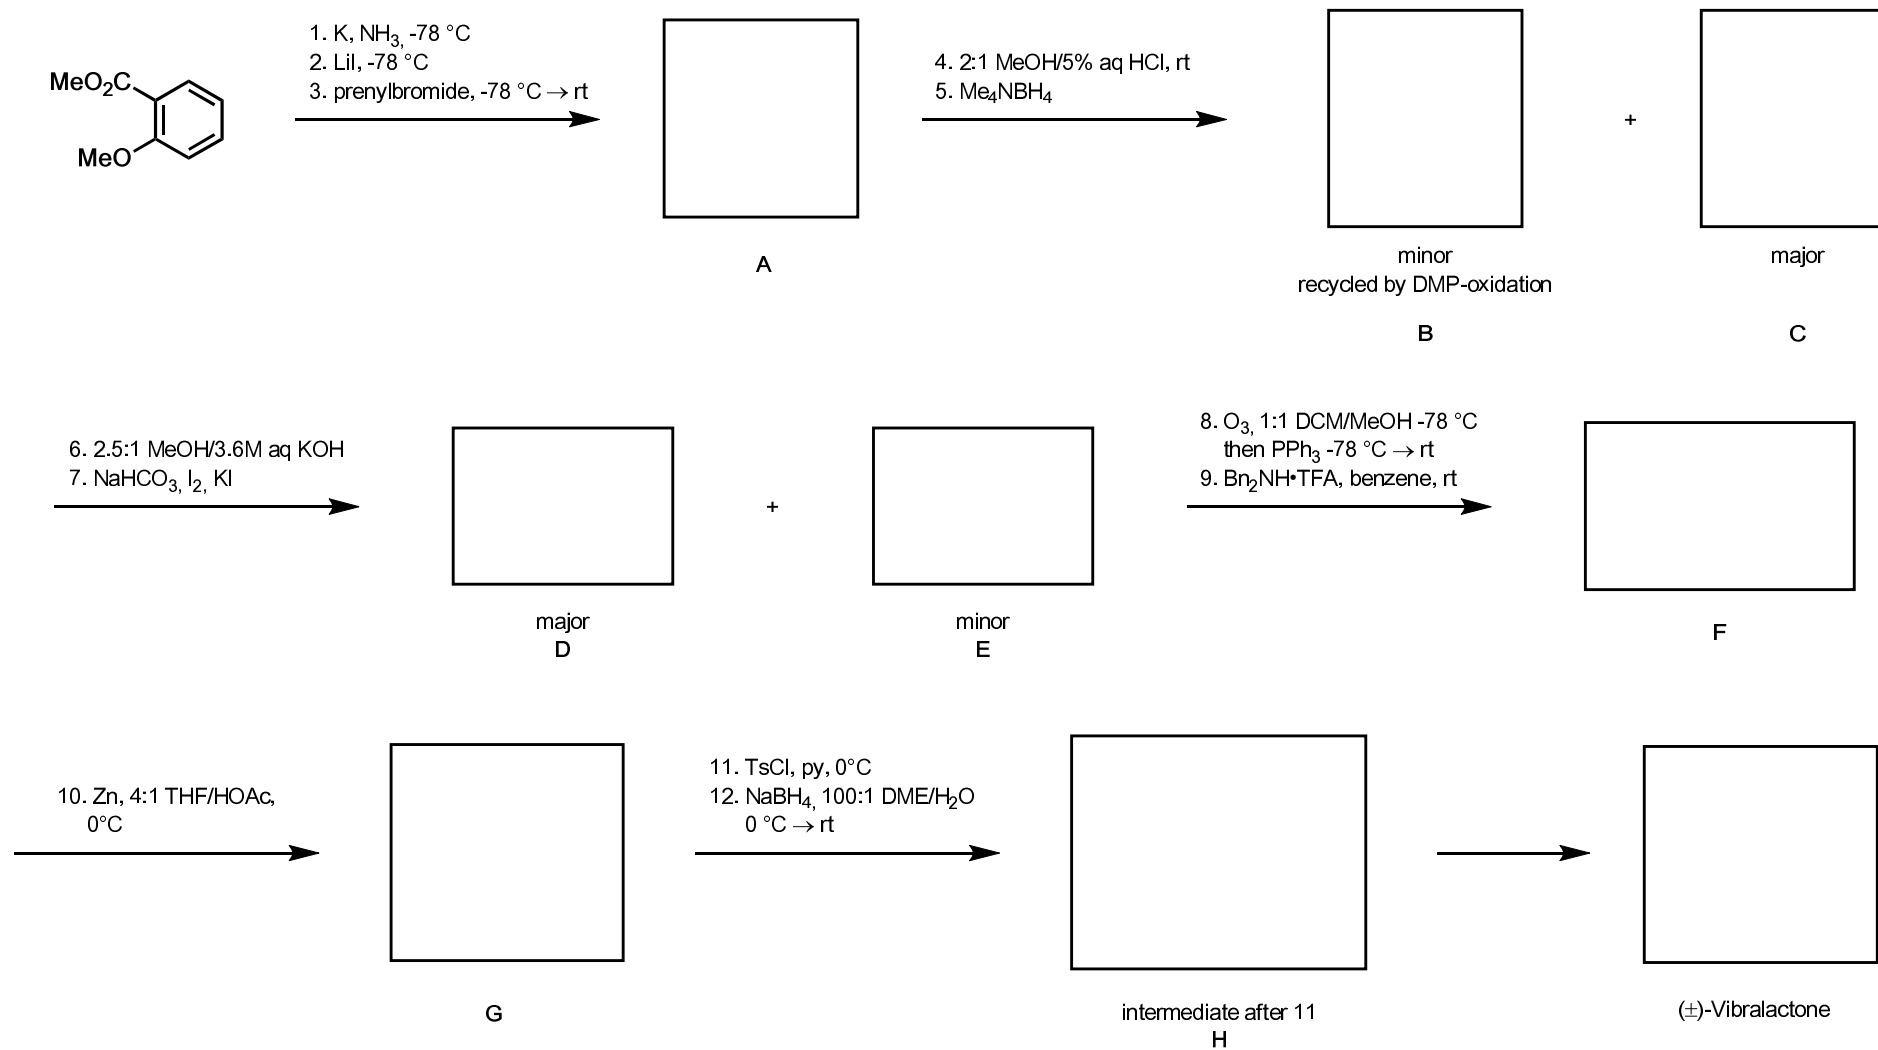 MeO₂C
MeO
1. K, NH₃, -78 °C
2. LiI, -78 °C
3. prenylbromide, -78 °C → rt
A
4. 2:1 MeOH/5% aq HCl, rt
5. Me₄NBH₄
+
minor
recycled by DMP-oxidation
B
major
C
6. 2.5:1 MeOH/3.6M aq KOH
7. NaHCO₃, I₂, KI
major
D
+
minor
E
8. O₃, 1:1 DCM/MeOH -78 °C
then PPh₃ -78 °C → rt
9. Bn₂NH•TFA, benzene, rt
F
10. Zn, 4:1 THF/HOAc,
0°C
G
11. TsCl, py, 0°C
12. NaBH₄, 100:1 DME/H₂O
0 °C → rt
intermediate after 11
H
(±)-Vibralactone